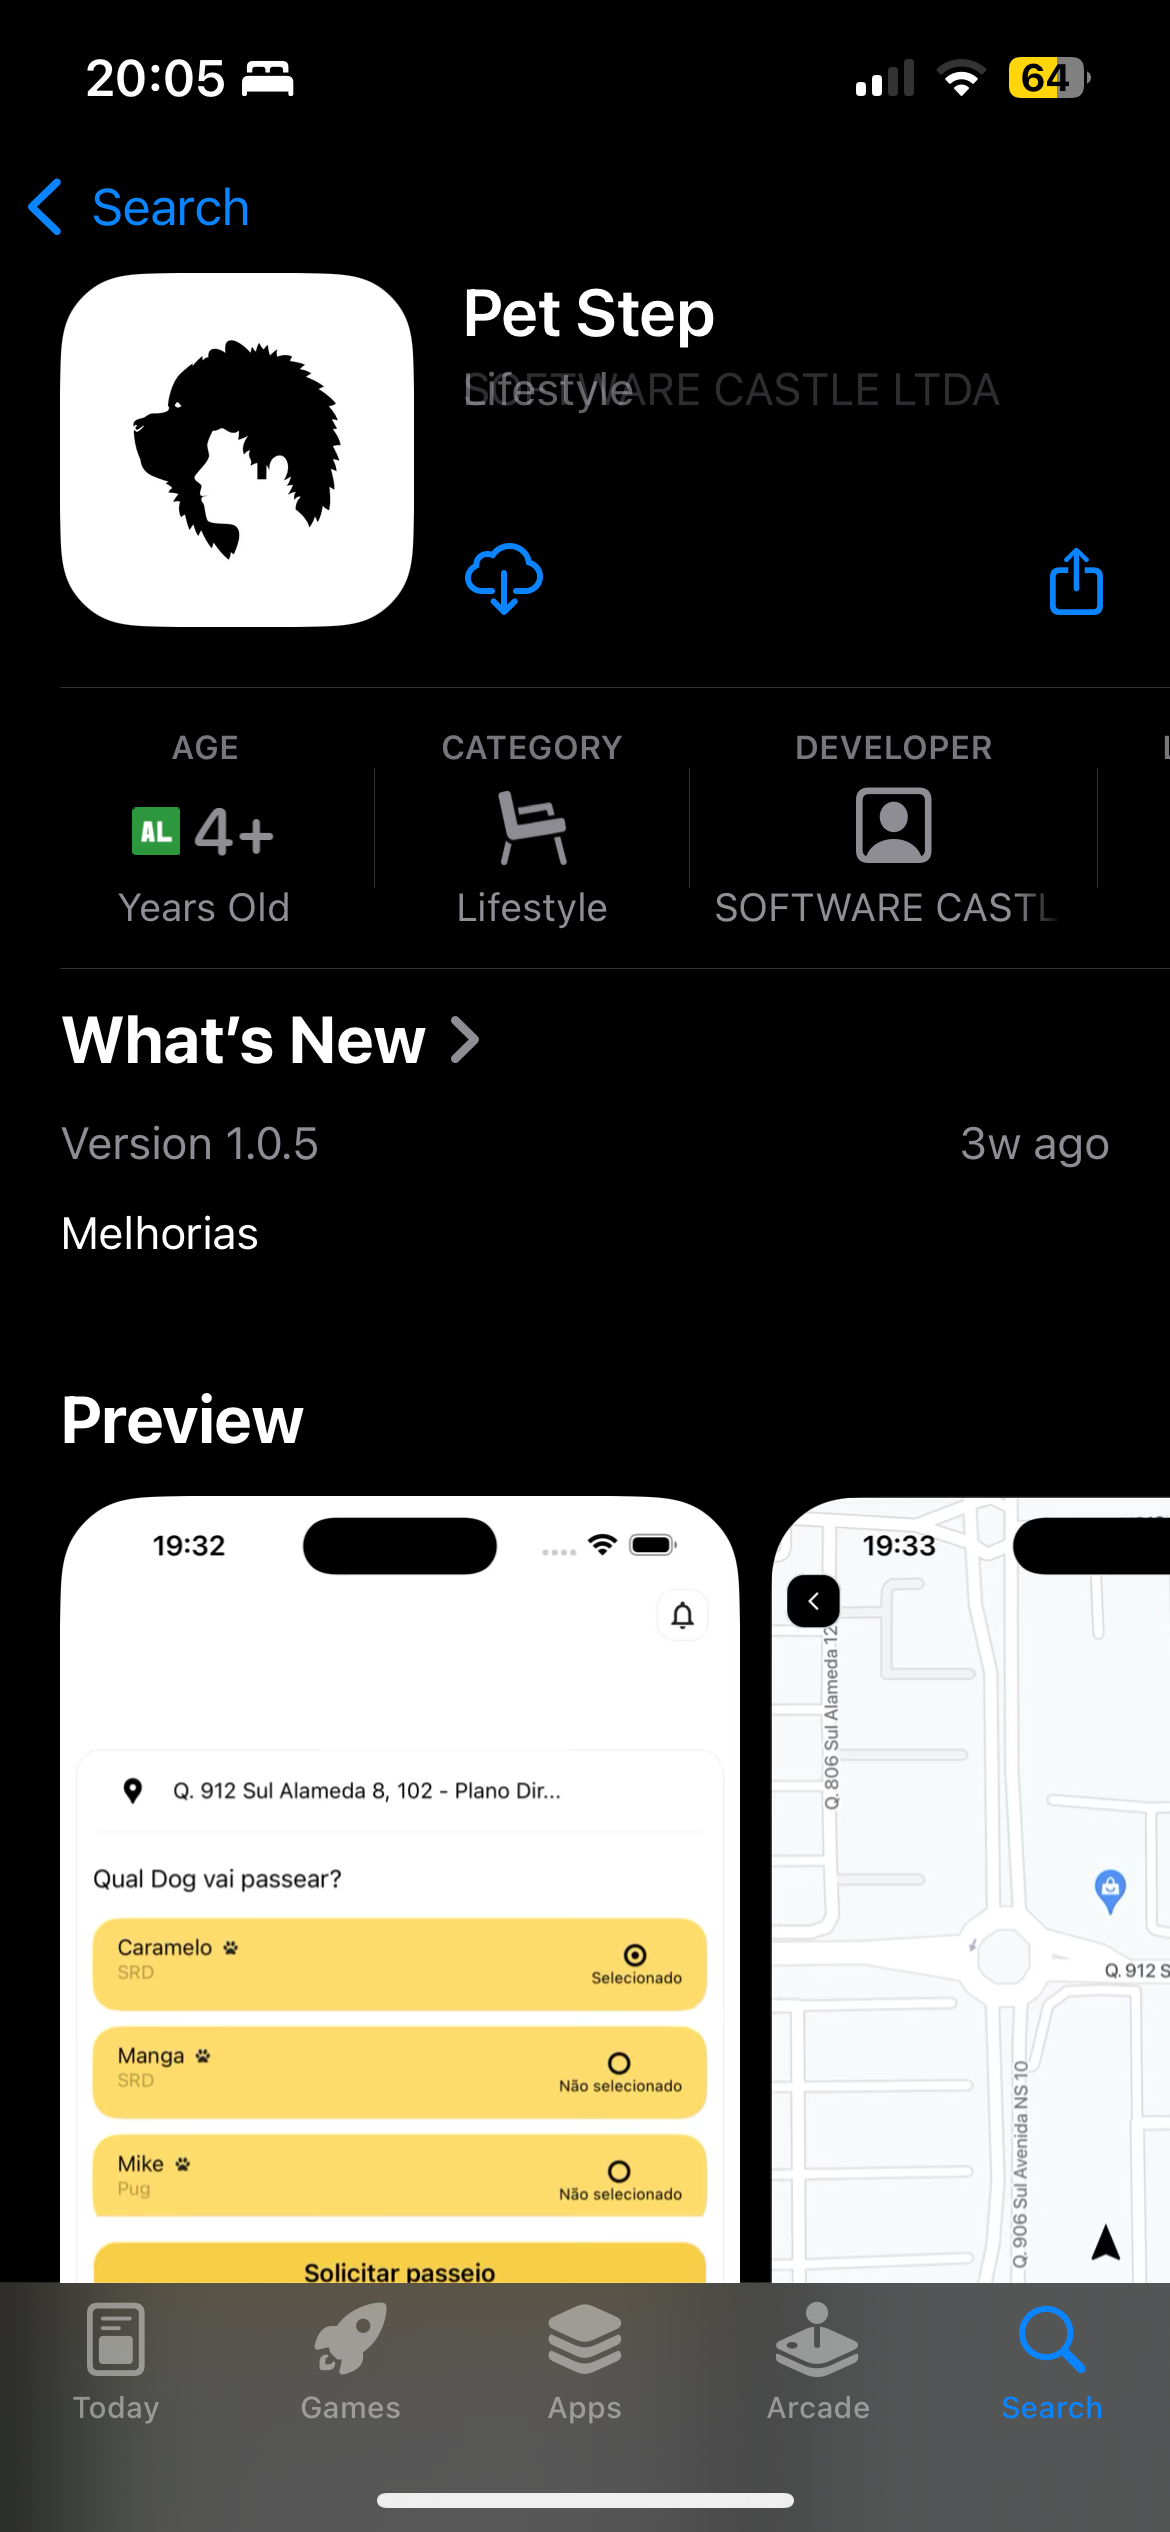 20:05
64
Search
Pet Step
Lifestyle
SOFTWARE CASTLE LTDA
AGE
CATEGORY
DEVELOPER
L
AL 4+
Years Old
Lifestyle
SOFTWARE CASTL
What's New
Version 1.0.5
3w ago
Melhorias
Preview
19:32
Q. 912 Sul Alameda 8, 102 - Plano Dir...
Qual Dog vai passear?
Caramelo
SRD
Selecionado
Manga
SRD
Não selecionado
Mike
Pug
Não selecionado
Solicitar passeio
19:33
Q. 806 Sul Alameda 12
Q. 912 S
Q. 906 Sul Avenida NS 10
Today
Games
Apps
Arcade
Search